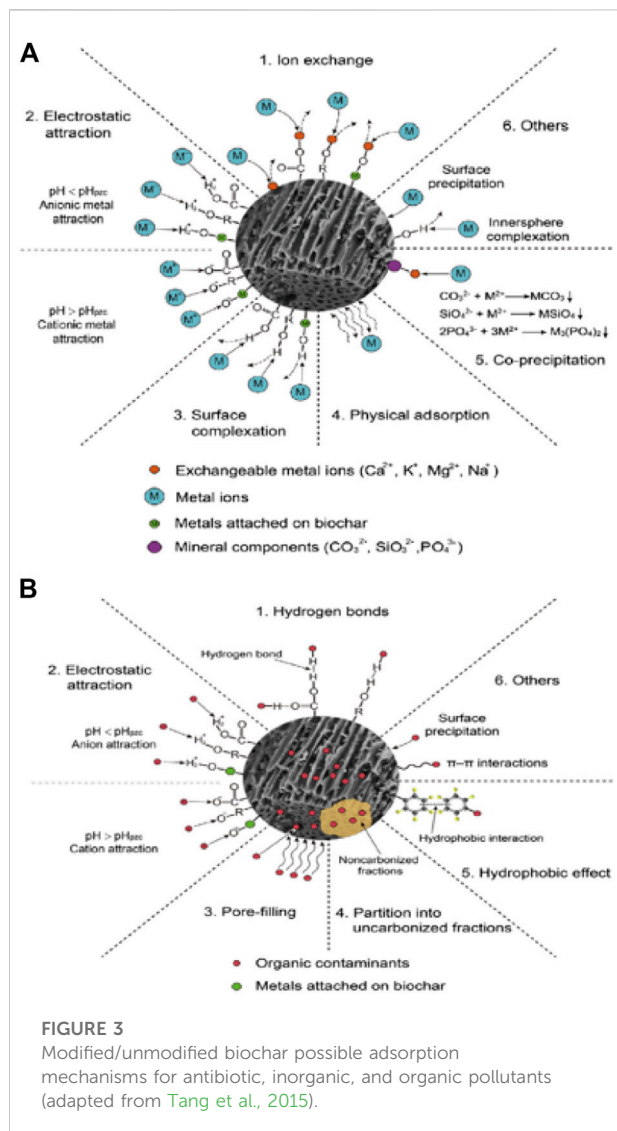 A
1. Ion exchange
2. Electrostatic
attraction
6. Others
pH < pHpzc
Anionic metal
attraction
Surface
precipitation
Innersphere
complexation
pH > pHpzc
Cationic metal
attraction
CO₃²⁻ + M²⁺ → MCO₃↓
SiO₄²⁻ + M²⁺ → MSiO₄↓
2PO₄³⁻ + 3M²⁺ → M₃(PO₄)₂↓
5. Co-precipitation
3. Surface
complexation
4. Physical adsorption
Exchangeable metal ions (Ca²⁺, K⁺, Mg²⁺, Na⁺)
M Metal ions
M Metals attached on biochar
Mineral components (CO₃²⁻, SiO₃²⁻,PO₄³⁻)
B
1. Hydrogen bonds
Hydrogen bond
2. Electrostatic
attraction
6. Others
pH < pHpzc
Anion attraction
Surface
precipitation
π–π interactions
pH > pHpzc
Cation attraction
Hydrophobic interaction
Noncarbonized
fractions
5. Hydrophobic effect
3. Pore-filling
4. Partition into
uncarbonized fractions
Organic contaminants
Metals attached on biochar
FIGURE 3
Modified/unmodified biochar possible adsorption
mechanisms for antibiotic, inorganic, and organic pollutants
(adapted from Tang et al., 2015).